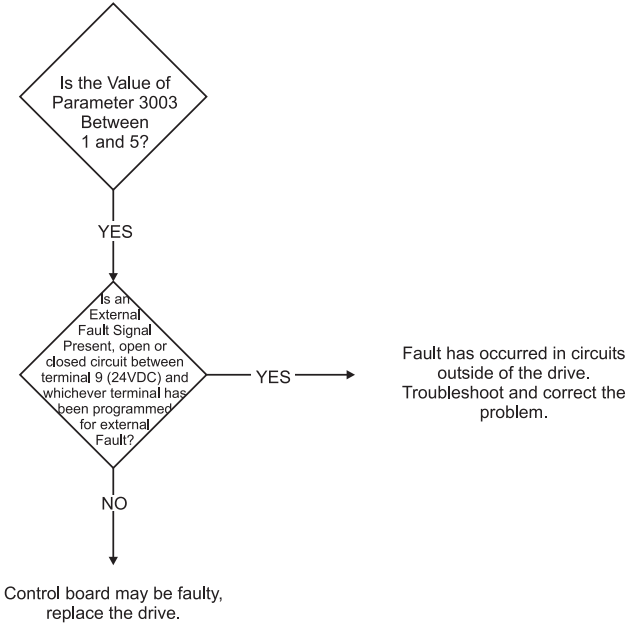 Is the Value of
Parameter 3003
Between
1 and 5?
YES
Is an
External
Fault Signal
Present, open or
closed circuit between
terminal 9 (24VDC) and
whichever terminal has
been programmed
for external
Fault?
YES
Fault has occurred in circuits
outside of the drive.
Troubleshoot and correct the
problem.
NO
Control board may be faulty,
replace the drive.